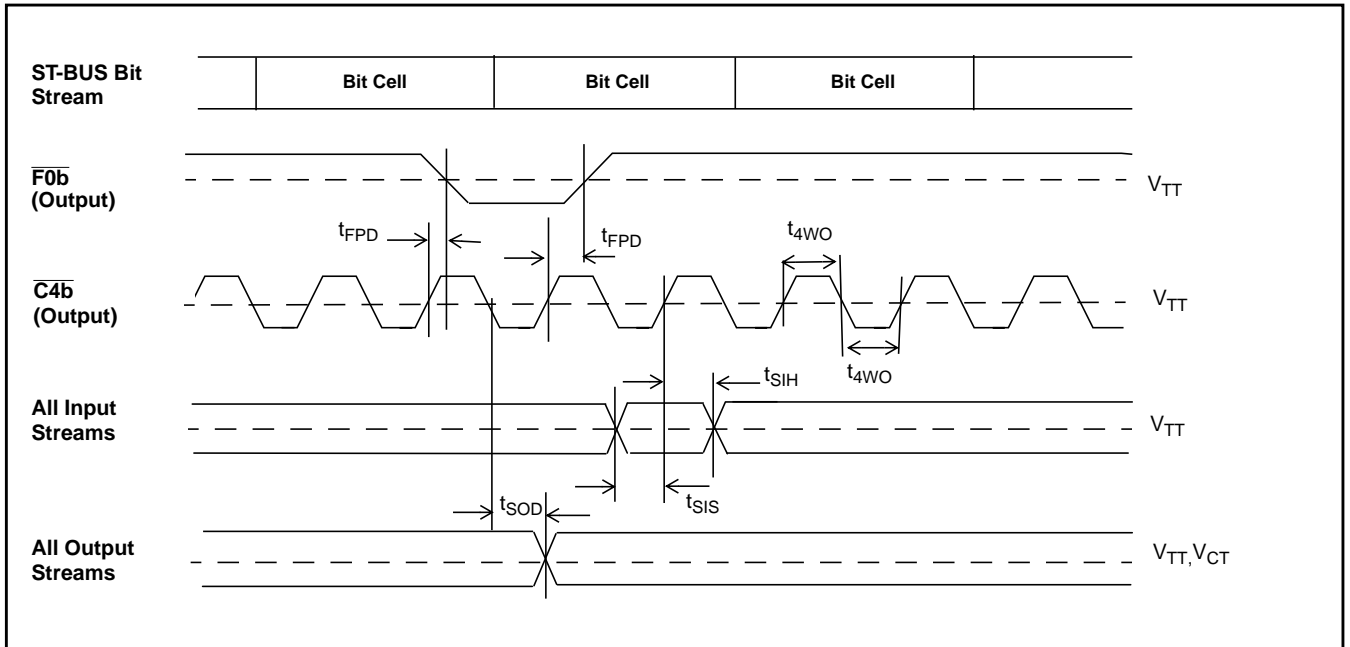 ST-BUS Bit
Stream
Bit Cell
Bit Cell
Bit Cell
F0b
(Output)
VTT
tFPD
tFPD
t4WO
C4b
(Output)
VTT
t4WO
tSIH
All Input
Streams
VTT
tSOD
tSIS
All Output
Streams
VTT,VCT